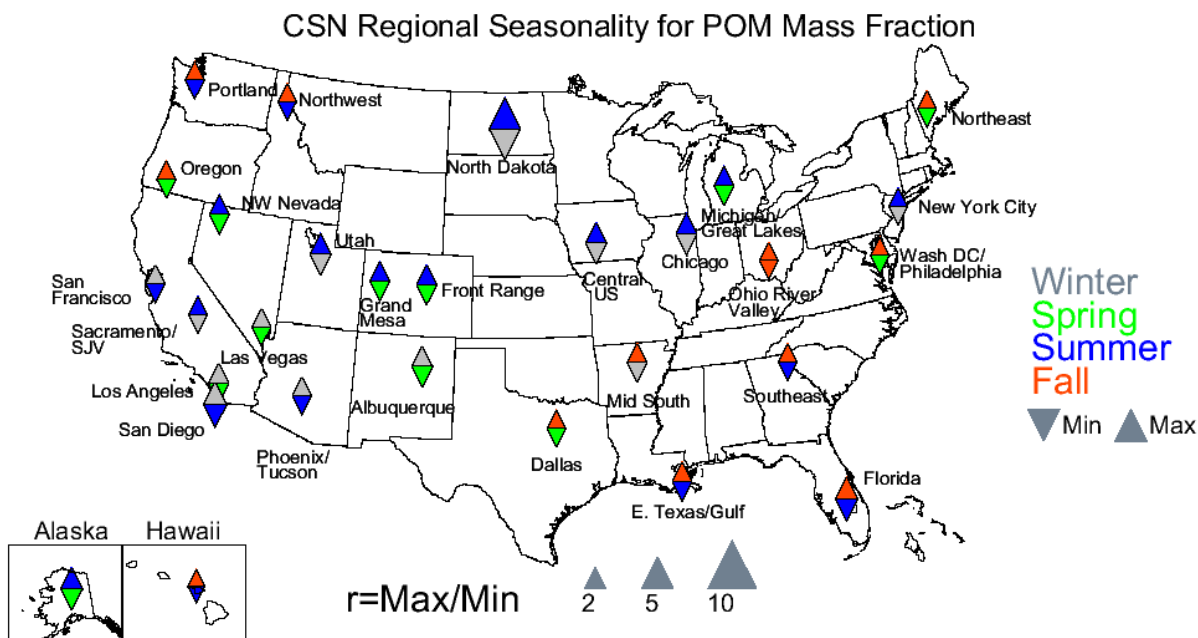 CSN Regional Seasonality for POM Mass Fraction
Portland
Northwest
North Dakota
Northeast
Oregon
NW Nevada
Michigan/
Great Lakes
New York City
Utah
Chicago
Wash DC/
Philadelphia
San
Francisco
Grand
Mesa
Front Range
Central
US
Ohio River
Valley
Sacramento/
SJV
Las Vegas
Los Angeles
San Diego
Albuquerque
Mid South
Southeast
Phoenix/
Tucson
Dallas
E. Texas/Gulf
Florida
Winter
Spring
Summer
Fall
Min
Max
Alaska
Hawaii
r=Max/Min
2
5
10